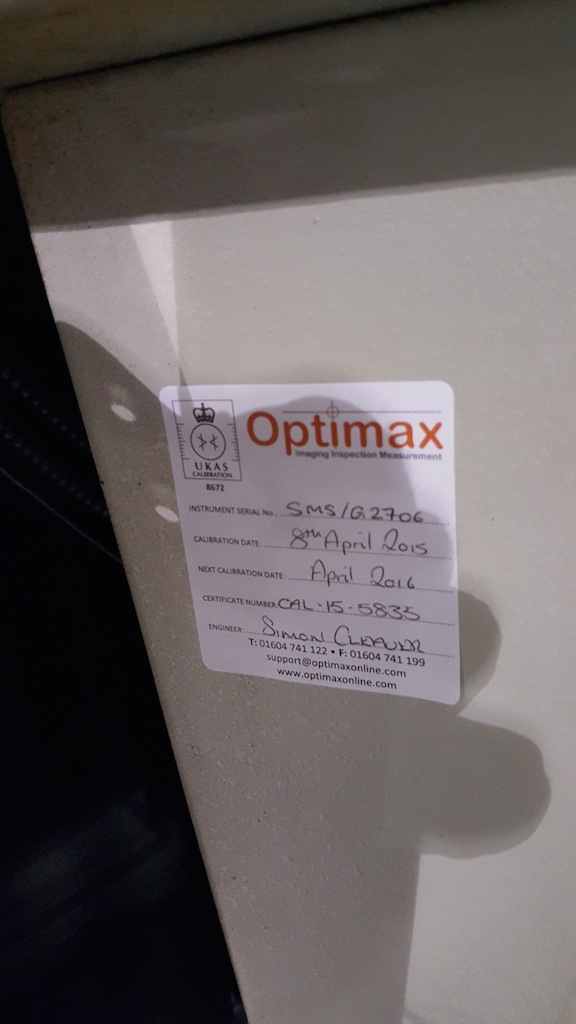 Optimax
Imaging Inspection Measurement
UKAS
CALIBRATION
8672
INSTRUMENT SERIAL No: SMS/G2706
CALIBRATION DATE: 8th April 2015
NEXT CALIBRATION DATE: April 2016
CERTIFICATE NUMBER: CAL-15-5835
ENGINEER: SIMON
T: 01604 741 122 • F: 01604 741 199
support@optimaxonline.com
www.optimaxonline.com